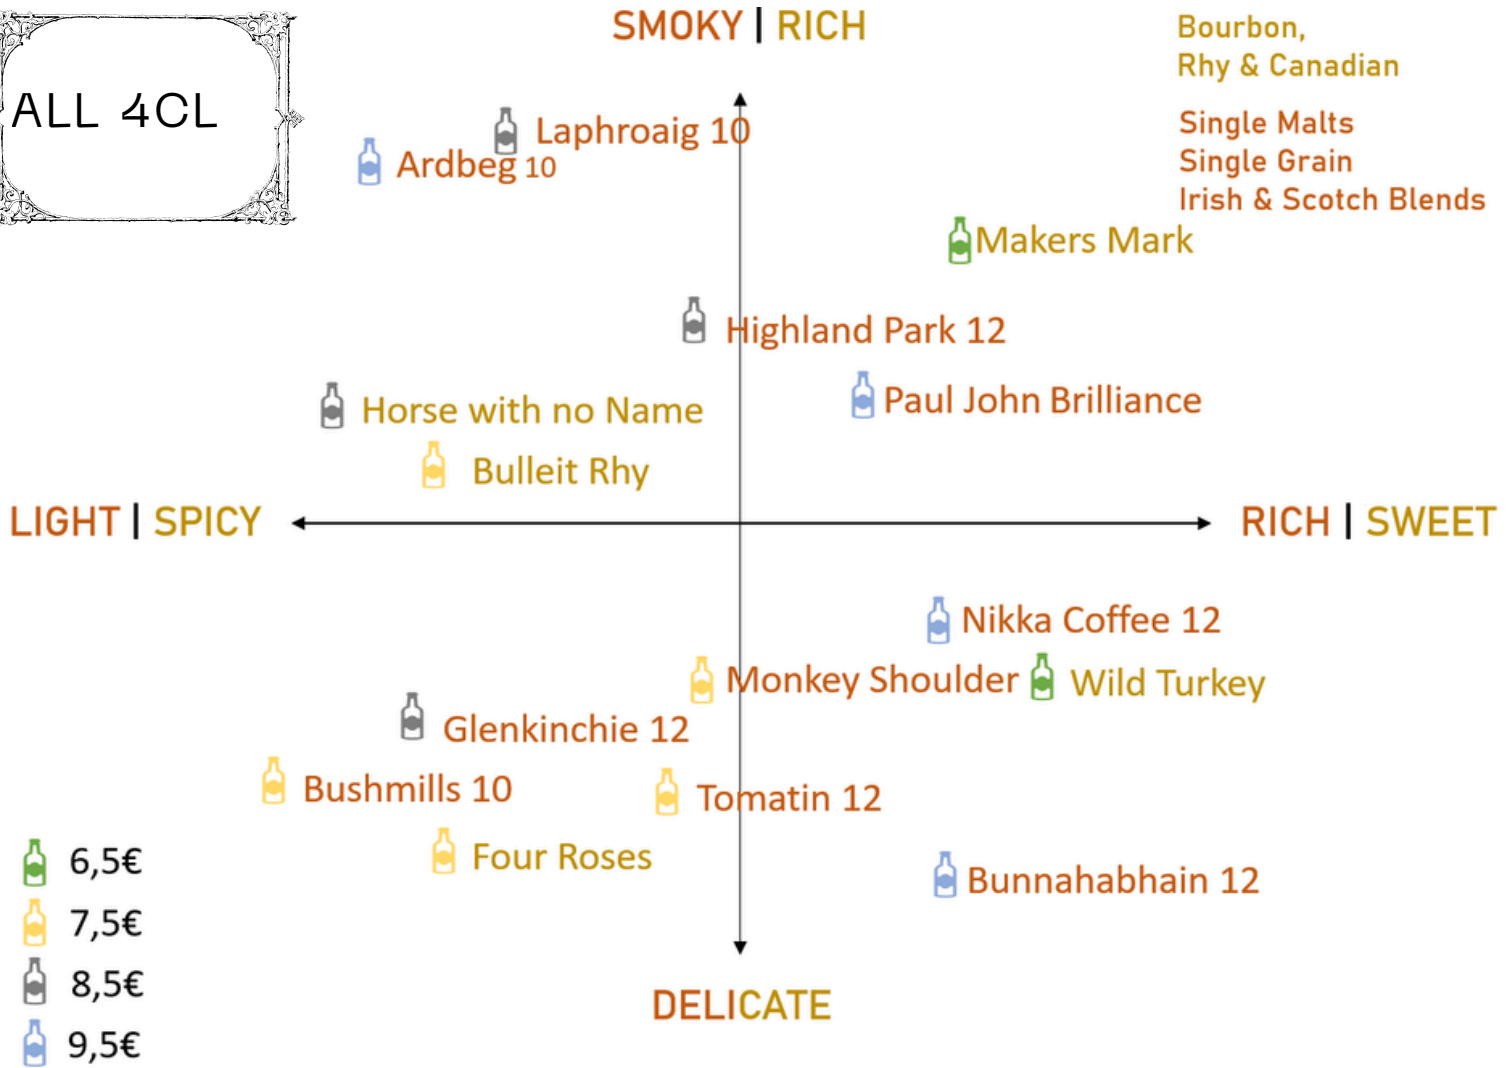 SMOKY | RICH
Bourbon,
Rhy & Canadian
ALL 4CL
Single Malts
Single Grain
Irish & Scotch Blends
Laphroaig 10
Ardbeg 10
Makers Mark
Highland Park 12
Paul John Brilliance
Horse with no Name
Bulleit Rhy
LIGHT | SPICY
RICH | SWEET
Nikka Coffee 12
Monkey Shoulder
Wild Turkey
Glenkinchie 12
Bushmills 10
Tomatin 12
Four Roses
Bunnahabhain 12
6,5€
7,5€
8,5€
9,5€
DELICATE